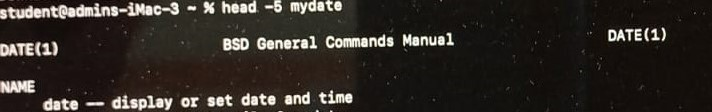 student@admins-iMac-3 ~ % head -5 mydate
DATE(1) BSD General Commands Manual DATE(1)
NAME
date -- display or set date and time